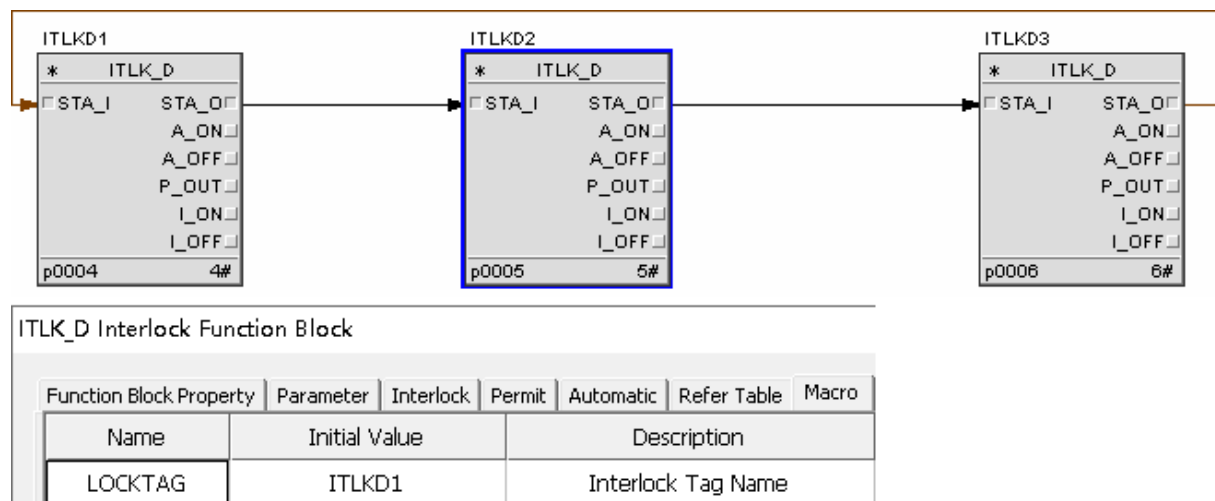 ITLKD1 ITLKD2 ITLKD3
* ITLK_D * ITLK_D * ITLK_D
STA_I STA_O STA_I STA_O STA_I STA_O
A_ON A_ON A_ON
A_OFF A_OFF A_OFF
P_OUT P_OUT P_OUT
I_ON I_ON I_ON
I_OFF I_OFF I_OFF
p0004 4# p0005 5# p0006 6#
ITLK_D Interlock Function Block
Function Block Property Parameter Interlock Permit Automatic Refer Table Macro
Name Initial Value Description
LOCKTAG ITLKD1 Interlock Tag Name